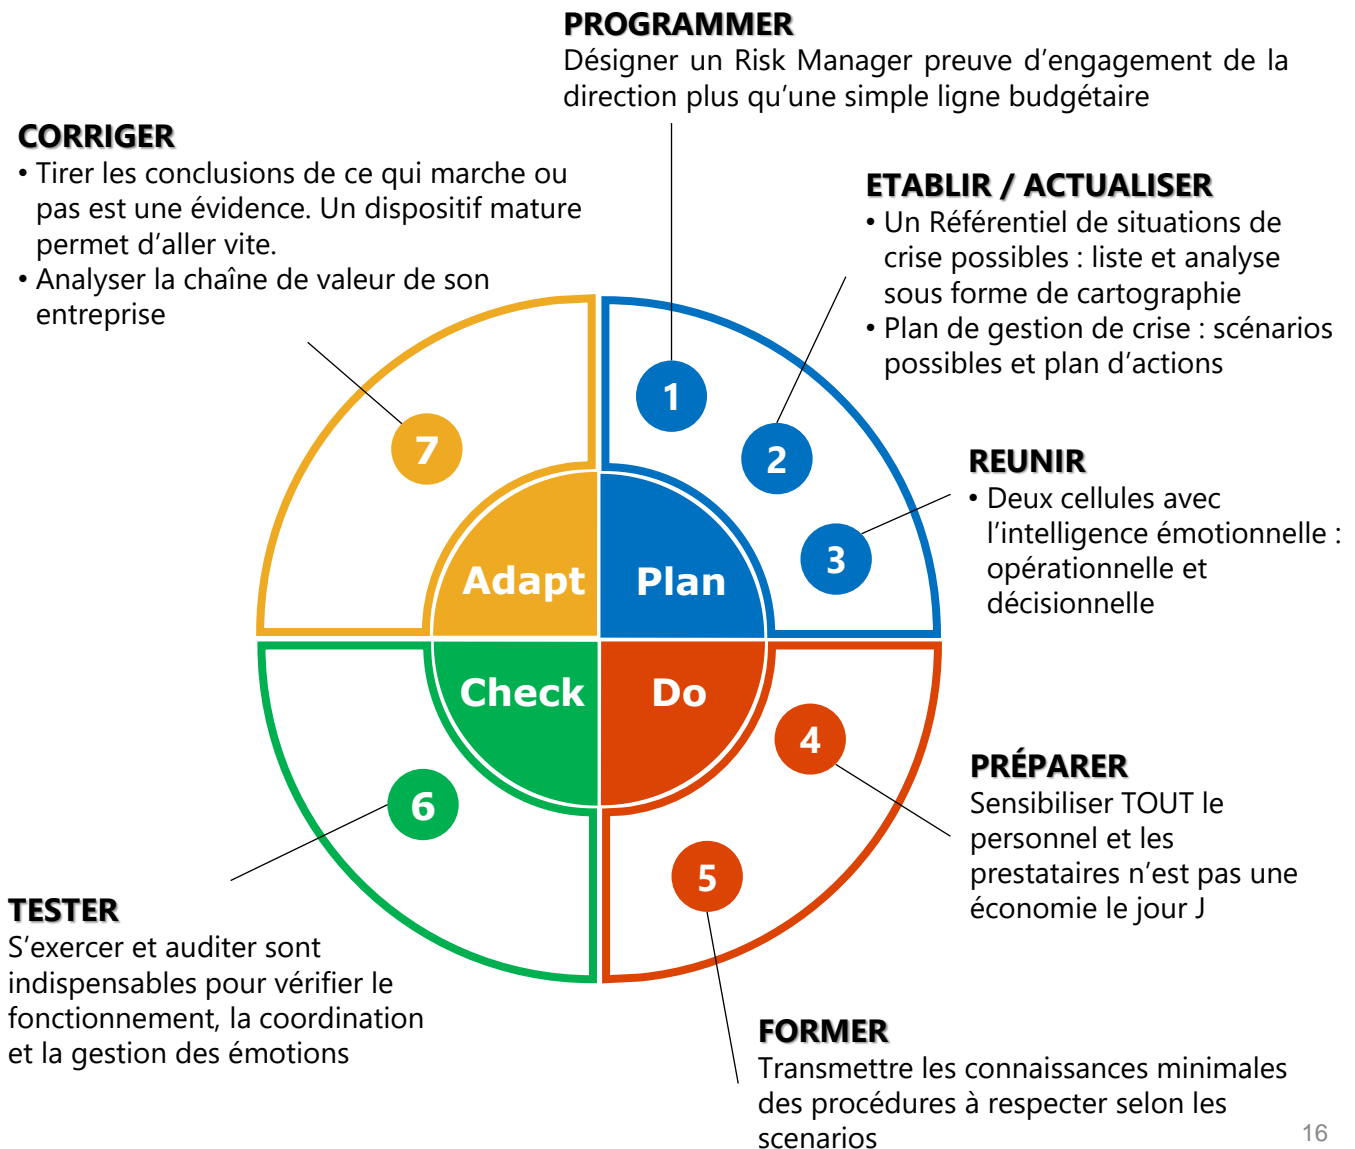 PROGRAMMER
Désigner un Risk Manager preuve d’engagement de la
direction plus qu’une simple ligne budgétaire
CORRIGER
• Tirer les conclusions de ce qui marche ou
pas est une évidence. Un dispositif mature
permet d’aller vite.
• Analyser la chaîne de valeur de son
entreprise
ETABLIR / ACTUALISER
• Un Référentiel de situations de
crise possibles : liste et analyse
sous forme de cartographie
• Plan de gestion de crise : scénarios
possibles et plan d’actions
1
2
3
7
REUNIR
• Deux cellules avec
l’intelligence émotionnelle :
opérationnelle et
décisionnelle
Adapt
Plan
Check
Do
4
5
6
PRÉPARER
Sensibiliser TOUT le
personnel et les
prestataires n’est pas une
économie le jour J
TESTER
S’exercer et auditer sont
indispensables pour vérifier le
fonctionnement, la coordination
et la gestion des émotions
FORMER
Transmettre les connaissances minimales
des procédures à respecter selon les
scenarios
16